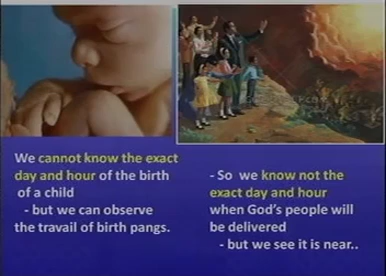 We cannot know the exact
day and hour of the birth
of a child
- but we can observe
the travail of birth pangs.
- So we know not the
exact day and hour
when God's people will
be delivered
- but we see it is near..